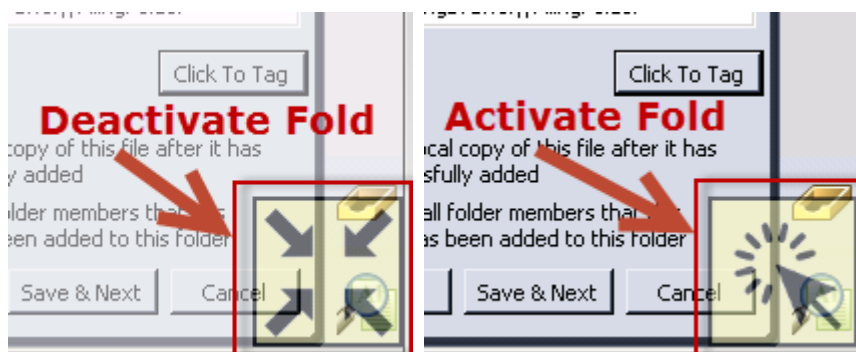 Click To Tag
Deactivate Fold
copy of this file after it has
y added
older members that
een added to this folder
Save & Next
Cancel
Click To Tag
Activate Fold
ocal copy of this file after it has
sfully added
all folder members that
as been added to this folder
Save & Next
Cancel